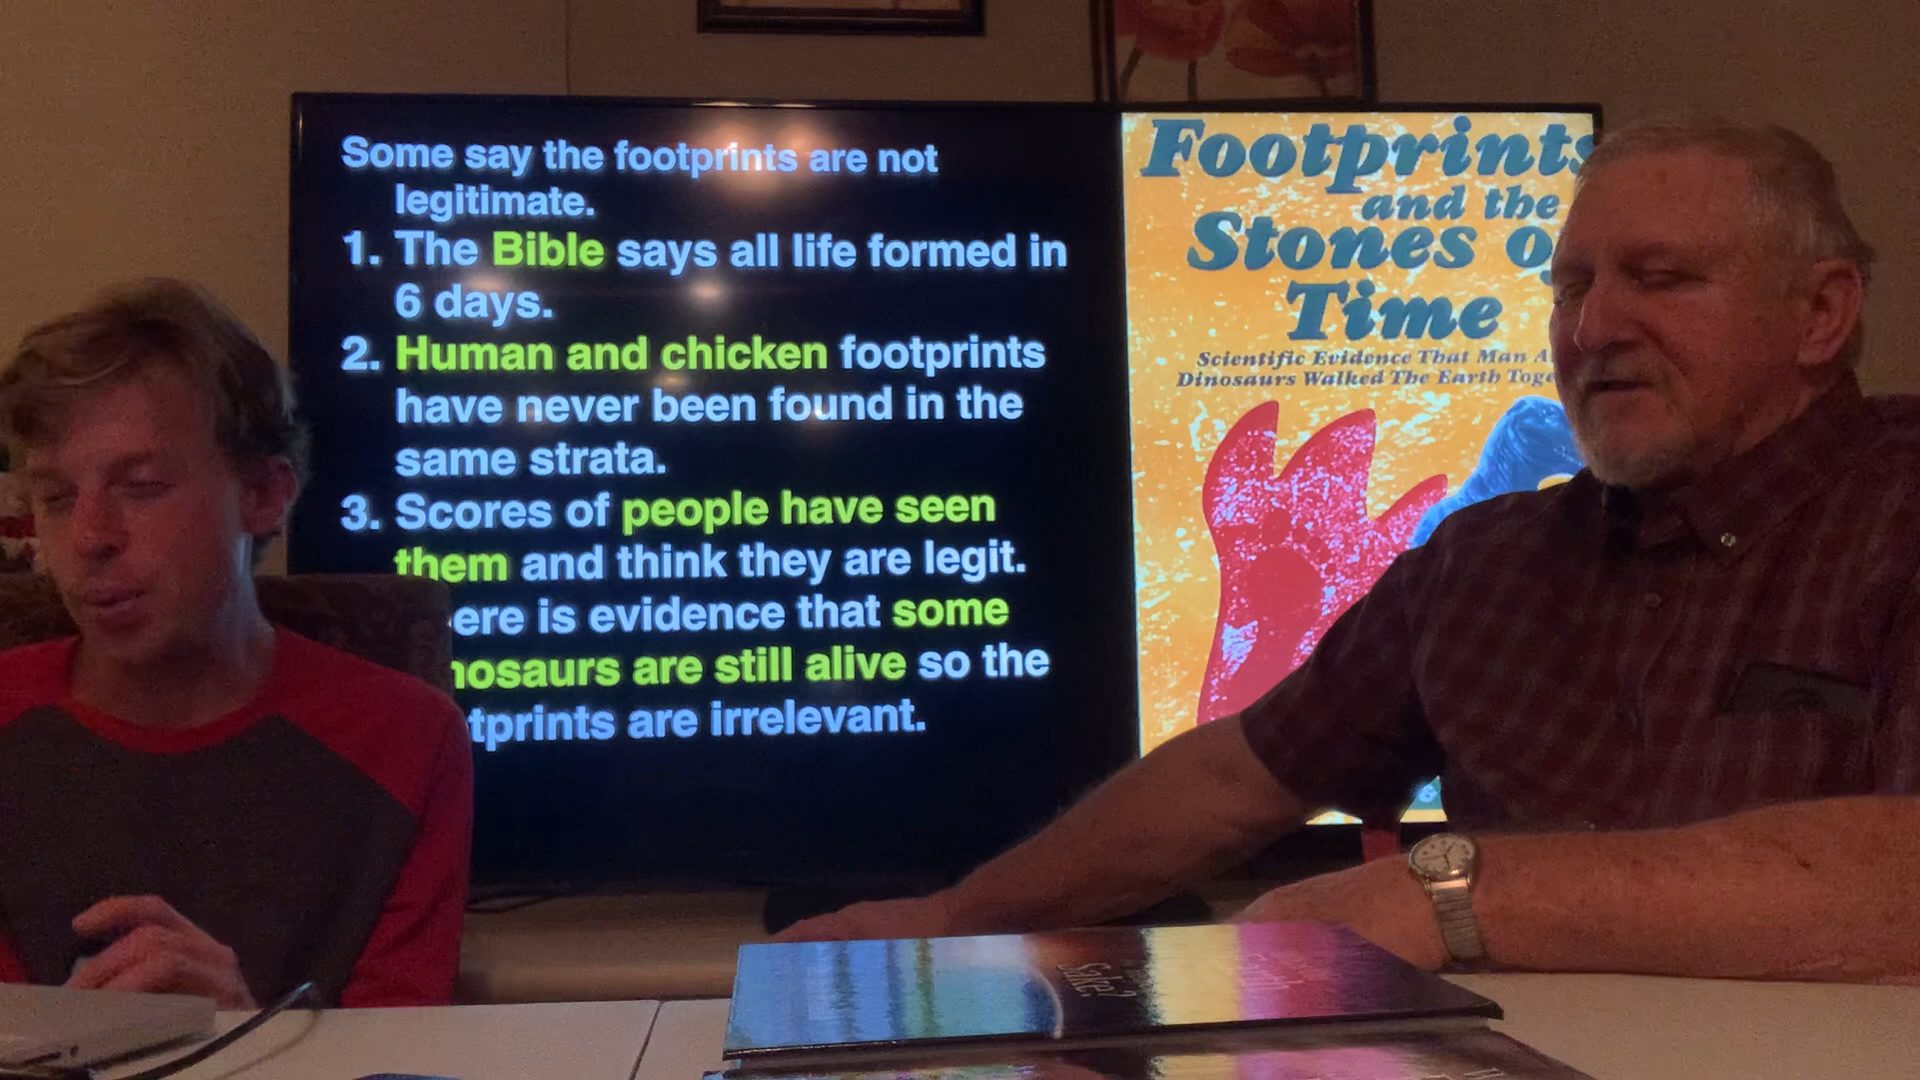 Some say the footprints are not
legitimate.
1. The Bible says all life formed in
6 days.
2. Human and chicken footprints
have never been found in the
same strata.
3. Scores of people have seen
them and think they are legit.
ere is evidence that some
nosaurs are still alive so the
tprints are irrelevant.
Footprints
and the
Stones o
Time
Scientific Evidence That Man A
Dinosaurs Walked The Earth Toge